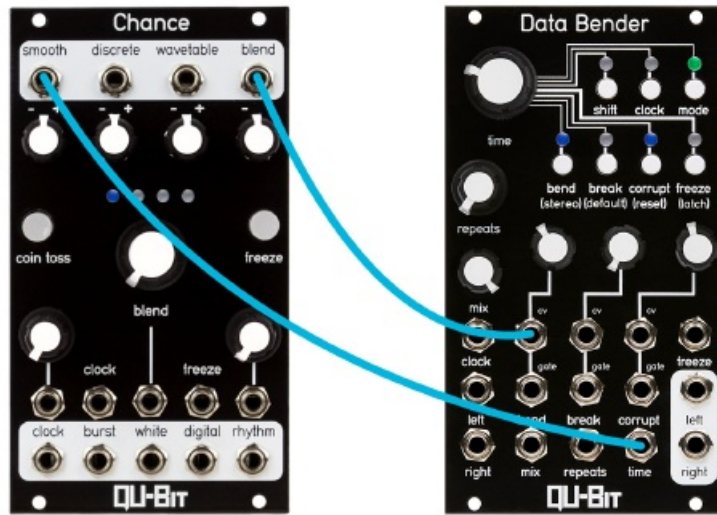 Chance
smooth discrete wavetable blend
- + - + - + -
coin toss freeze
blend
clock freeze
clock burst white digital rhythm
QU-BIT
Data Bender
time
shift clock mode
bend break corrupt freeze
(stereo) (default) (reset) (latch)
repeats
mix cv cv cv
clock gate gate gate freeze
left bend break corrupt left
right mix repeats time right
QU-BIT